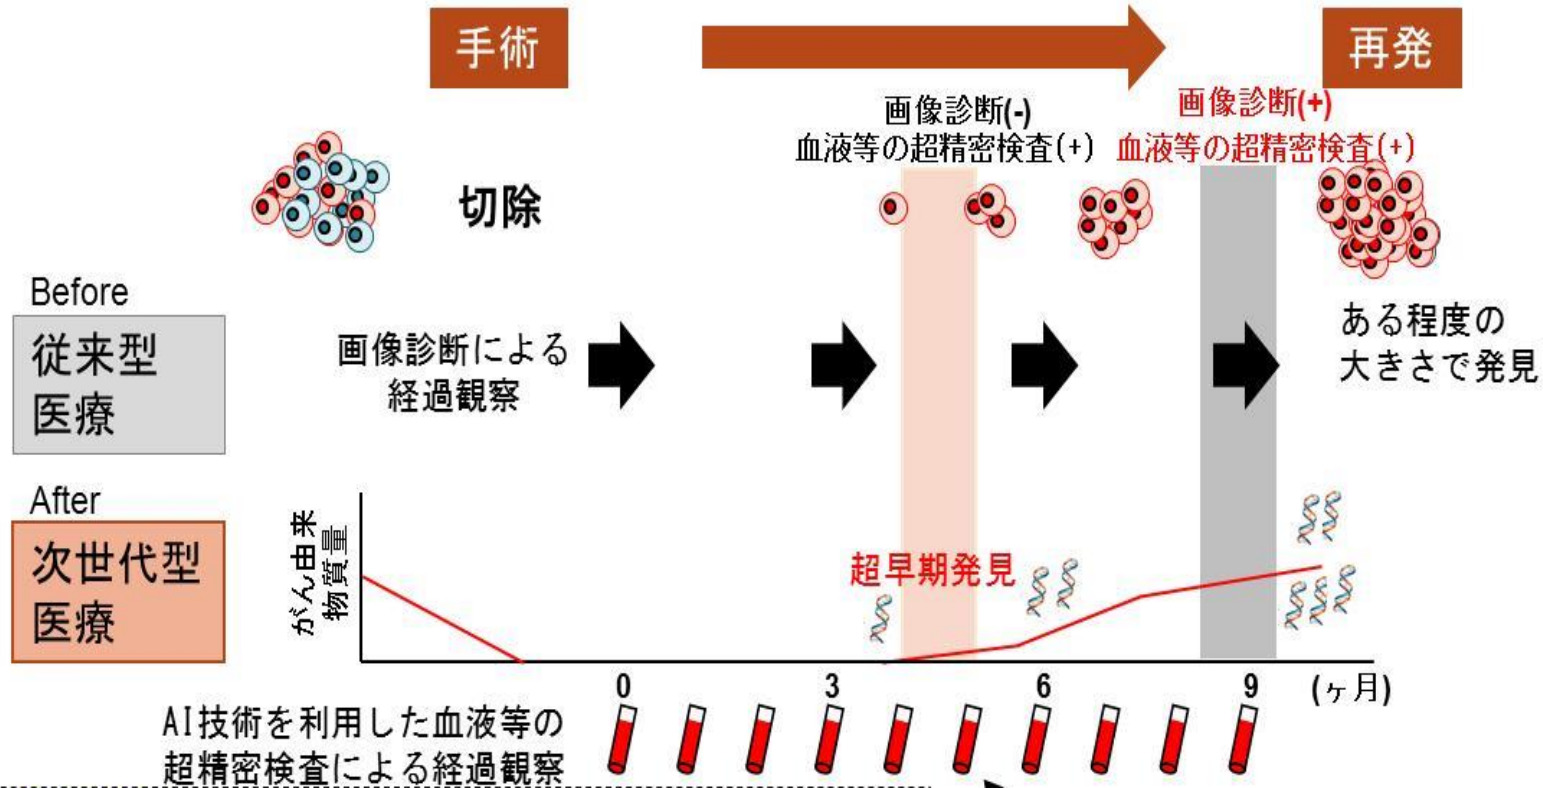 手術
再発
画像診断(-)
血液等の超精密検査(+)
画像診断(+)
血液等の超精密検査(+)
切除
Before
従来型
医療
画像診断による
経過観察
ある程度の
大きさで発見
After
次世代型
医療
がん由来
物質量
超早期発見
0 3 6 9 (ヶ月)
AI技術を利用した血液等の
超精密検査による経過観察